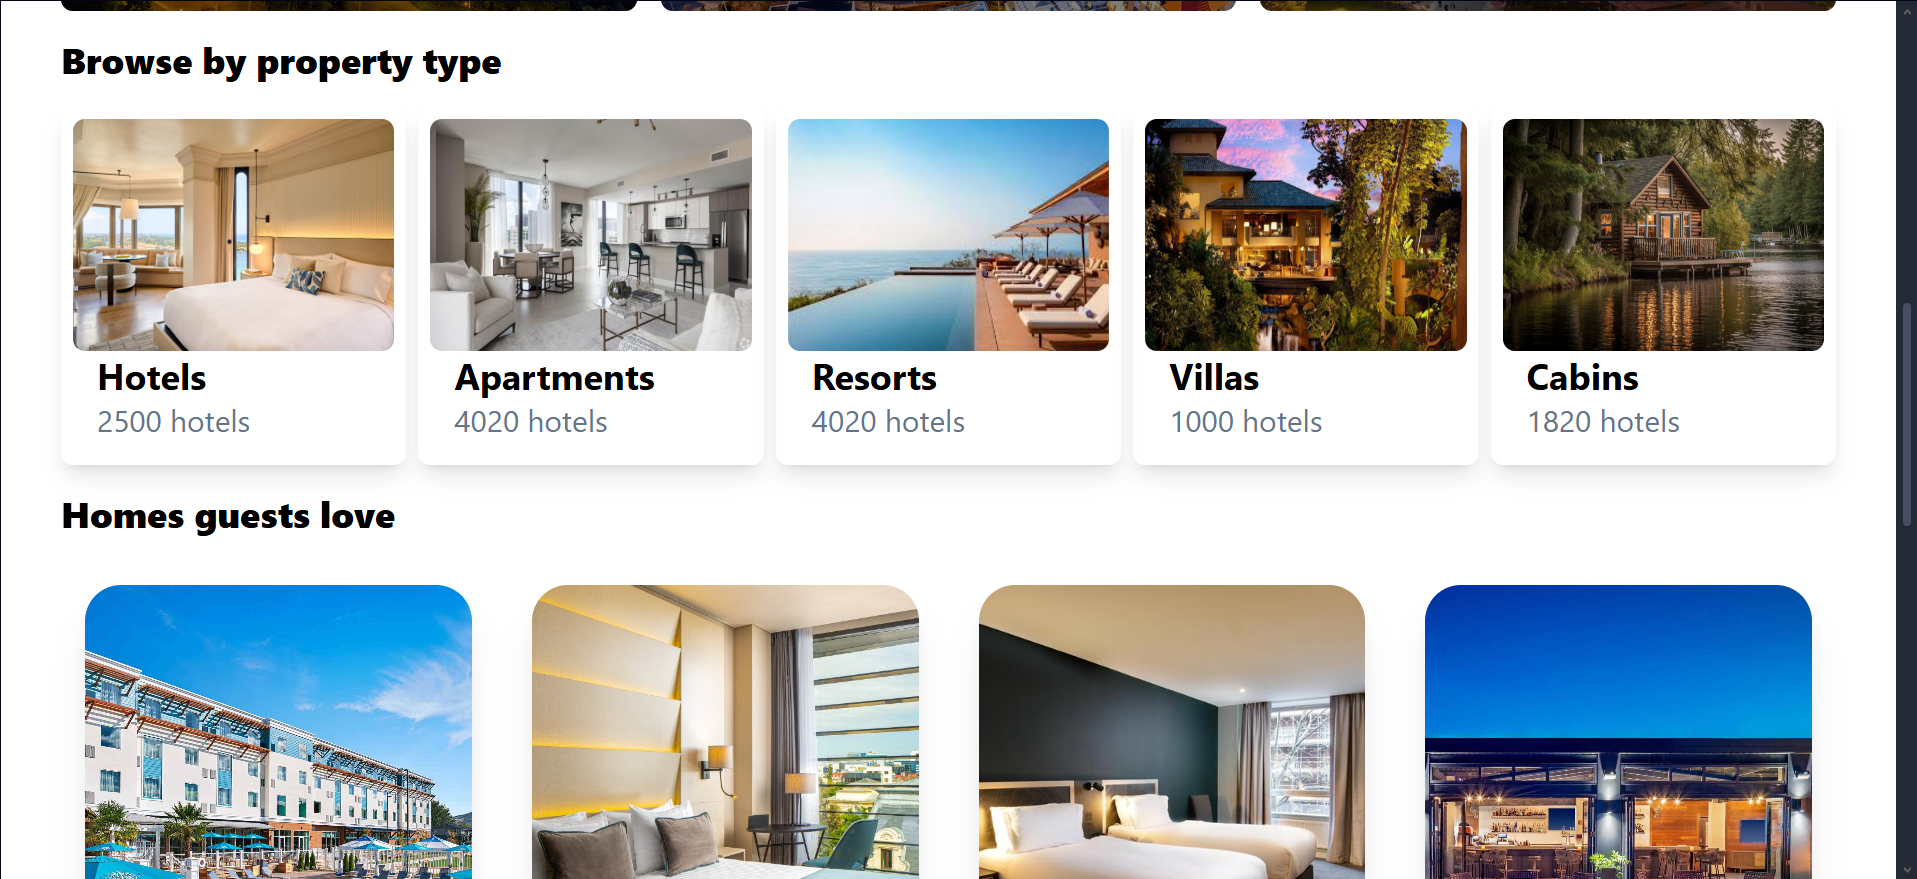 Browse by property type
Hotels
2500 hotels
Apartments
4020 hotels
Resorts
4020 hotels
Villas
1000 hotels
Cabins
1820 hotels
Homes guests love